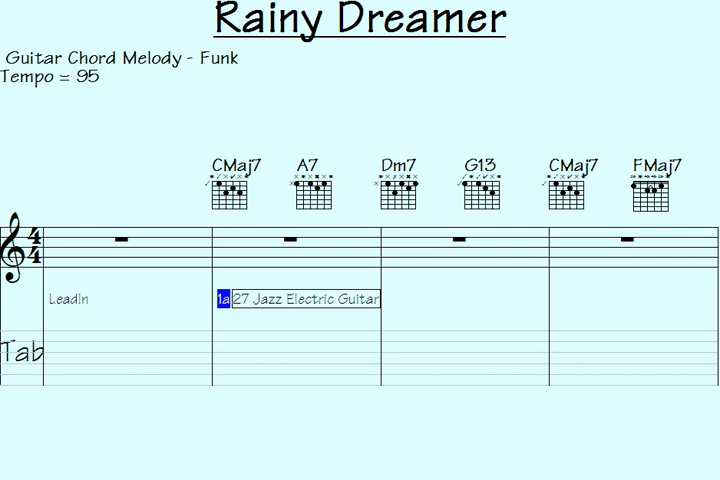 Rainy Dreamer
Guitar Chord Melody - Funk
Tempo = 95
CMaj7 A7 Dm7 G13 CMaj7 FMaj7
4
4
LeadIn 1a 27 Jazz Electric Guitar
Tab